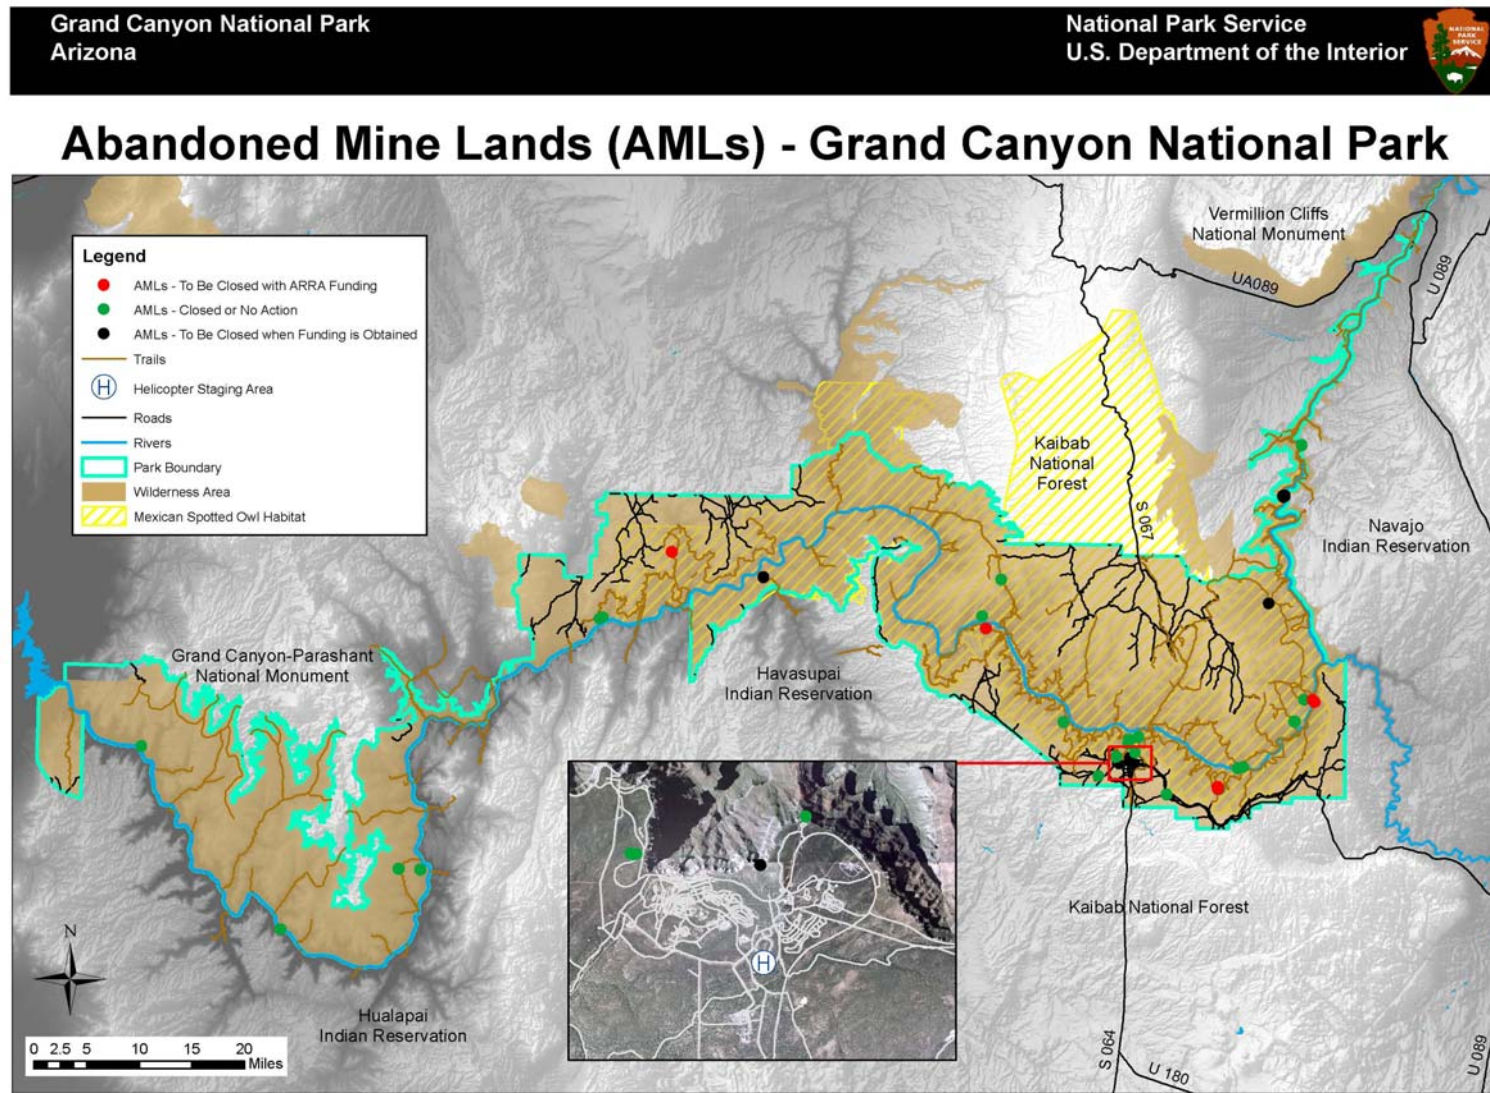 Grand Canyon National Park
Arizona
National Park Service
U.S. Department of the Interior
NATIONAL
PARK
SERVICE
Abandoned Mine Lands (AMLs) - Grand Canyon National Park
Legend
AMLs - To Be Closed with ARRA Funding
AMLs - Closed or No Action
AMLs - To Be Closed when Funding is Obtained
Trails
H
Helicopter Staging Area
Roads
Rivers
Park Boundary
Wilderness Area
Mexican Spotted Owl Habitat
Vermillion Cliffs
National Monument
UA089
U 089
Kaibab
National
Forest
S 067
Navajo
Indian Reservation
Grand Canyon-Parashant
National Monument
Havasupai
Indian Reservation
Kaibab National Forest
H
N
Hualapai
Indian Reservation
0 2.5 5 10 15 20
Miles
S 064
U 180
U 089